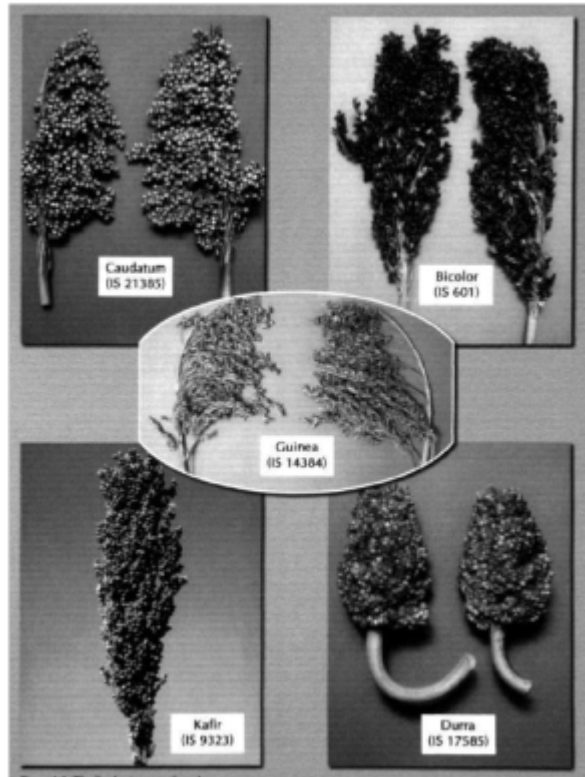 Caudatum
(IS 21385)
Bicolor
(IS 601)
Guinea
(IS 14384)
Kafir
(IS 9323)
Durra
(IS 17585)